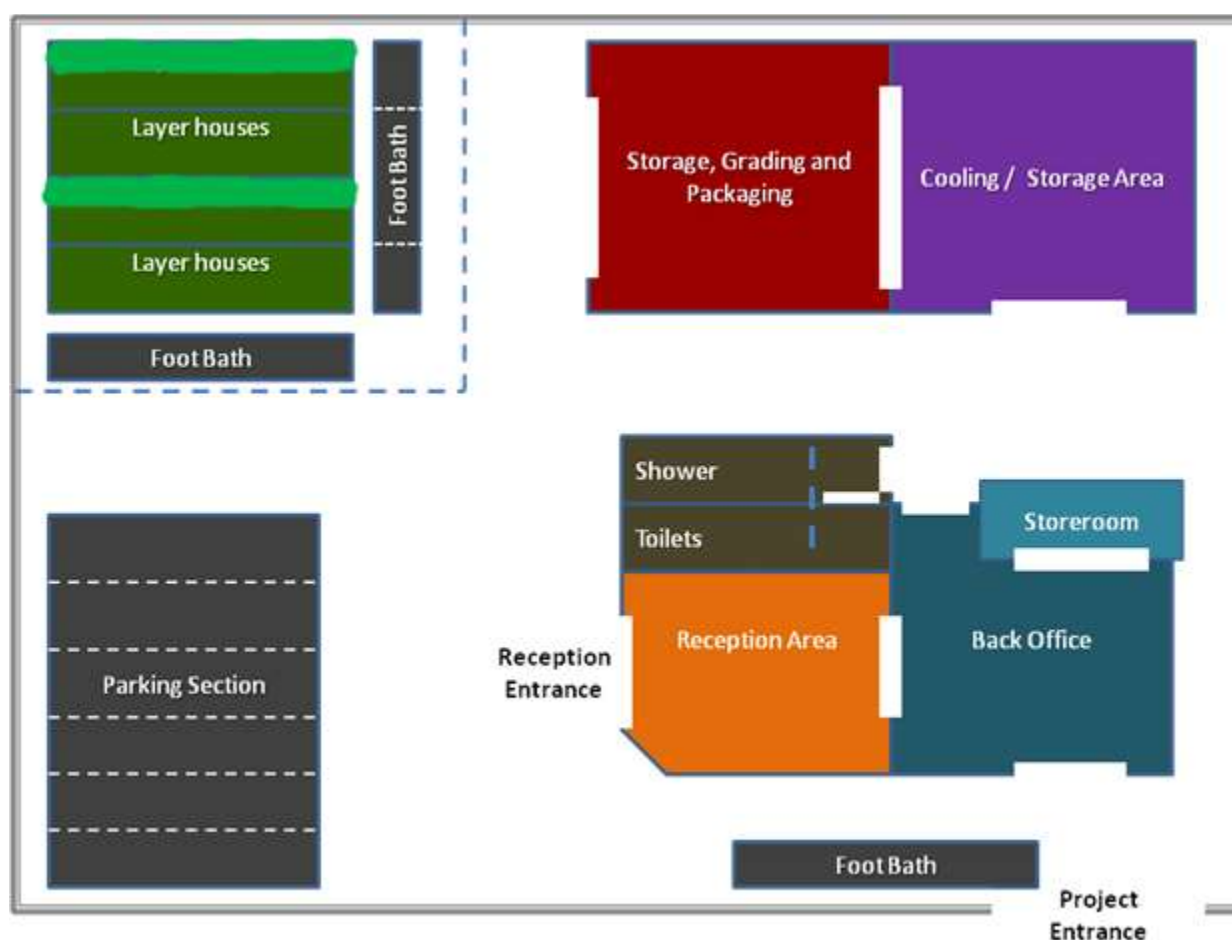 Layer houses
Layer houses
Foot Bath
Foot Bath
Storage, Grading and
Packaging
Cooling / Storage Area
Shower
Toilets
Storeroom
Reception Area
Back Office
Reception
Entrance
Parking Section
Foot Bath
Project
Entrance